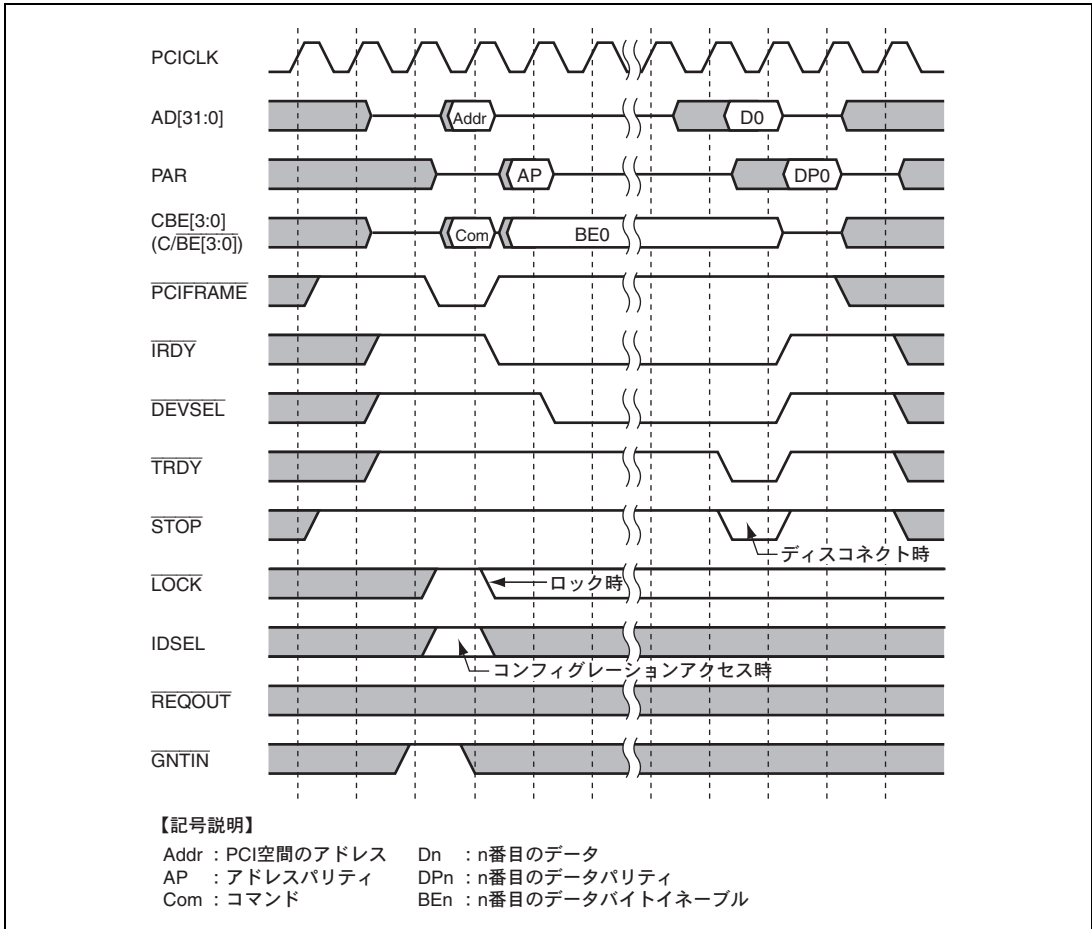 PCICLK
AD[31:0]
Addr
D0
PAR
AP
DP0
CBE[3:0]
(C/BE[3:0])
Com
BE0
PCIFRAME
IRDY
DEVSEL
TRDY
STOP
ディスコネクト時
LOCK
ロック時
IDSEL
コンフィグレーションアクセス時
REQOUT
GNTIN
【記号説明】
Addr : PCI空間のアドレス Dn : n番目のデータ
AP : アドレスパリティ DPn : n番目のデータパリティ
Com : コマンド BEn : n番目のデータバイトイネーブル